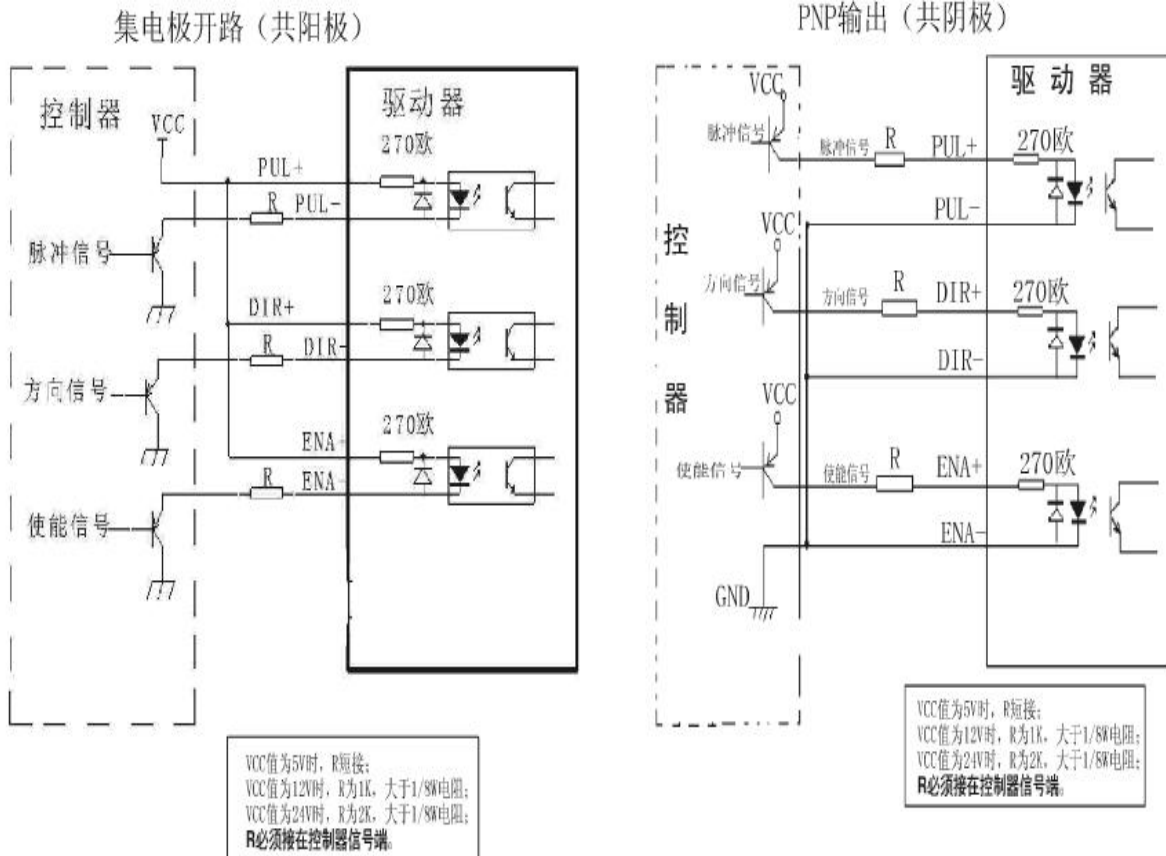 集电极开路（共阳极）
控制器
VCC
驱动器
270欧
PUL+
R
PUL-
脉冲信号
270欧
DIR+
R
DIR-
方向信号
270欧
ENA
R
ENA
使能信号
VCC值为5V时，R短接；
VCC值为12V时，R为1K，大于1/8W电阻；
VCC值为24V时，R为2K，大于1/8W电阻；
R必须接在控制器信号端。
PNP输出（共阴极）
VCC
驱动器
脉冲信号
脉冲信号
R
PUL+
270欧
PUL-
控制器
VCC
方向信号
方向信号
R
DIR+
270欧
DIR-
VCC
使能信号
使能信号
R
ENA+
270欧
ENA-
GND
VCC值为5V时，R短接；
VCC值为12V时，R为1K，大于1/8W电阻；
VCC值为24V时，R为2K，大于1/8W电阻；
R必须接在控制器信号端。